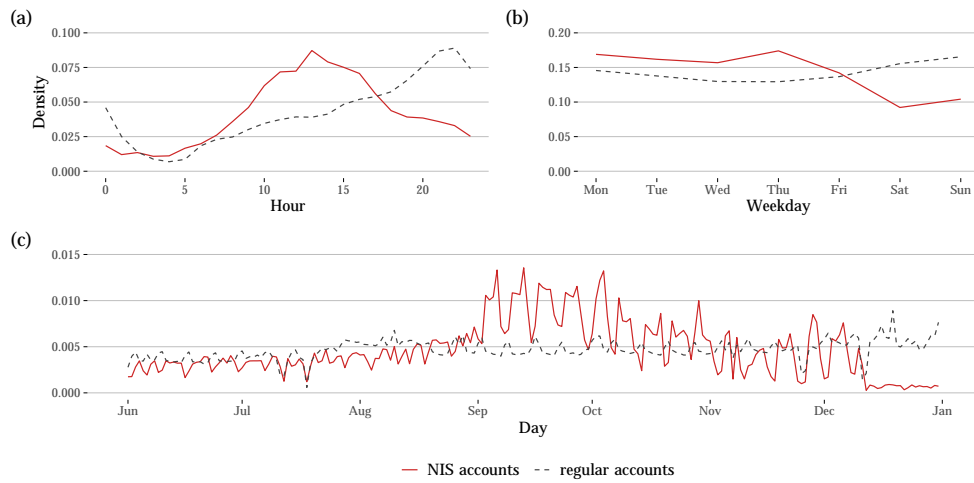 (a)
0.100
0.075
0.050
0.025
0.000
Density
0 5 10 15 20
Hour
(b)
0.20
0.15
0.10
0.05
0.00
Mon Tue Wed Thu Fri Sat Sun
Weekday
(c)
0.015
0.010
0.005
0.000
Jun Jul Aug Sep Oct Nov Dec Jan
Day
NIS accounts regular accounts